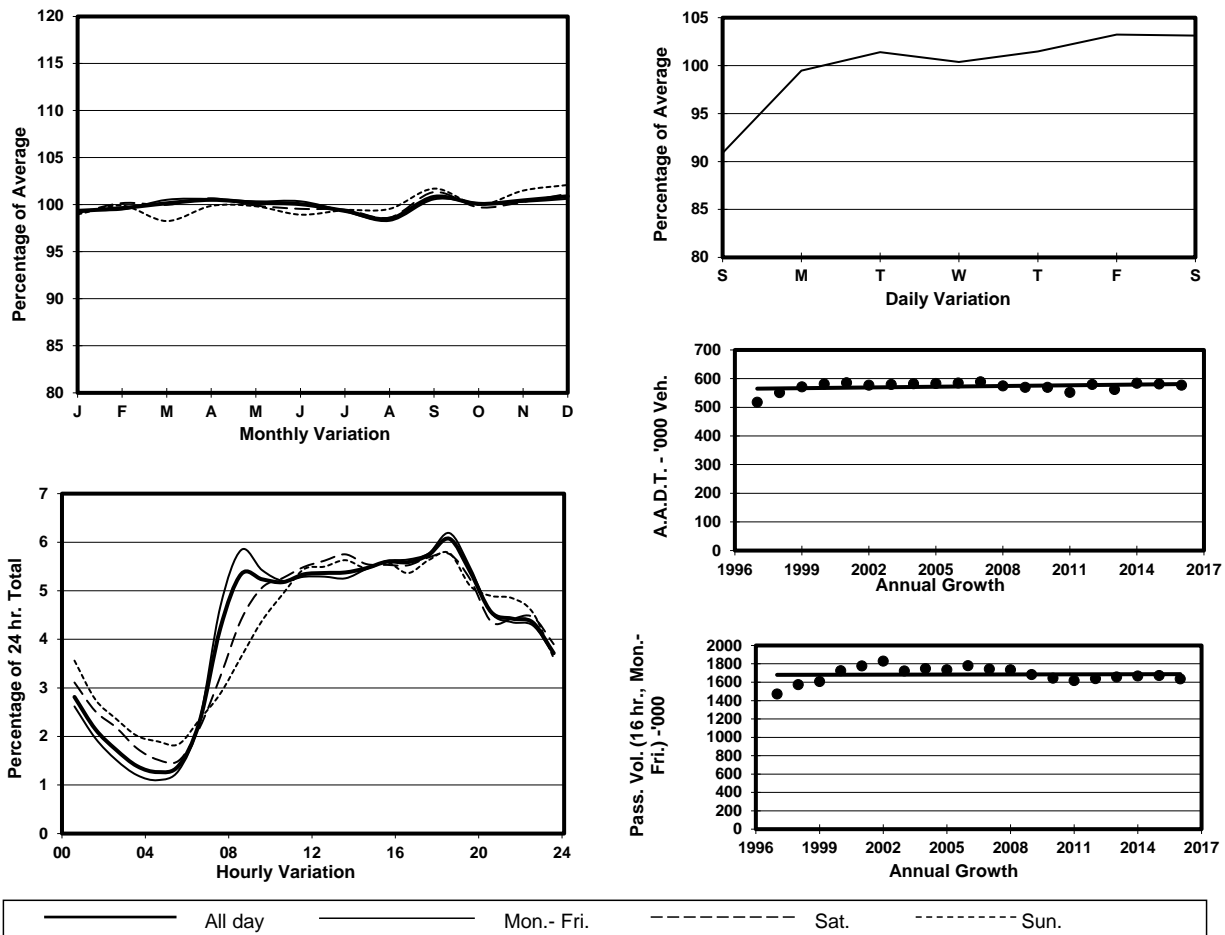 120
115
110
105
100
95
90
85
80
Percentage of Average
J F M A M J J A S O N D
Monthly Variation
105
100
95
90
85
80
Percentage of Average
S M T W T F S
Daily Variation
700
600
500
400
300
200
100
0
A.A.D.T. - '000 Veh.
1996 1999 2002 2005 2008 2011 2014 2017
Annual Growth
7
6
5
4
3
2
1
0
Percentage of 24 hr. Total
00 04 08 12 16 20 24
Hourly Variation
2000
1800
1600
1400
1200
1000
800
600
400
200
0
Pass. Vol. (16 hr., Mon.-
Fri.) -'000
1996 1999 2002 2005 2008 2011 2014 2017
Annual Growth
All day Mon.- Fri. Sat. Sun.